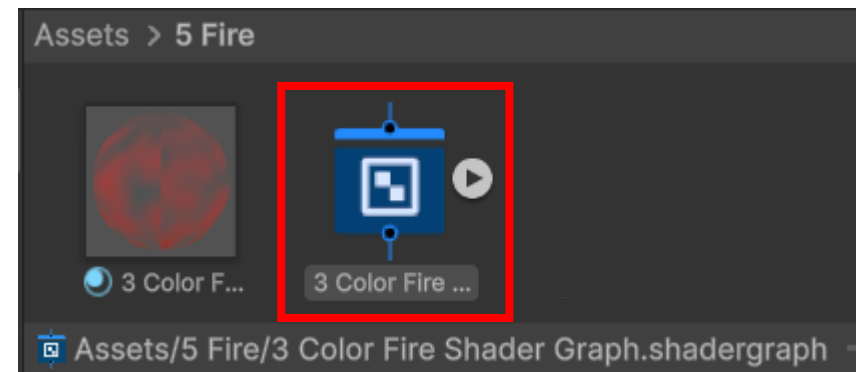 Assets > 5 Fire
3 Color F...
3 Color Fire ...
Assets/5 Fire/3 Color Fire Shader Graph.shadergraph